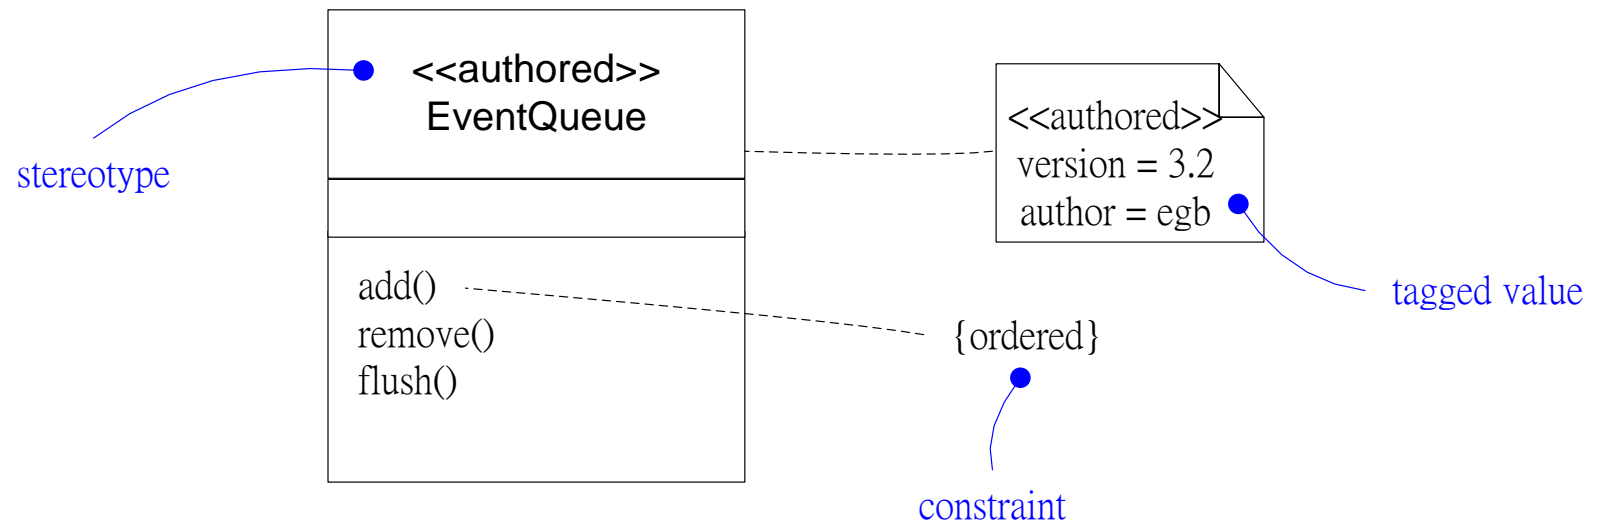 <<authored>>
EventQueue
stereotype
<<authored>>
version = 3.2
author = egb
tagged value
add()
remove()
flush()
{ordered}
constraint